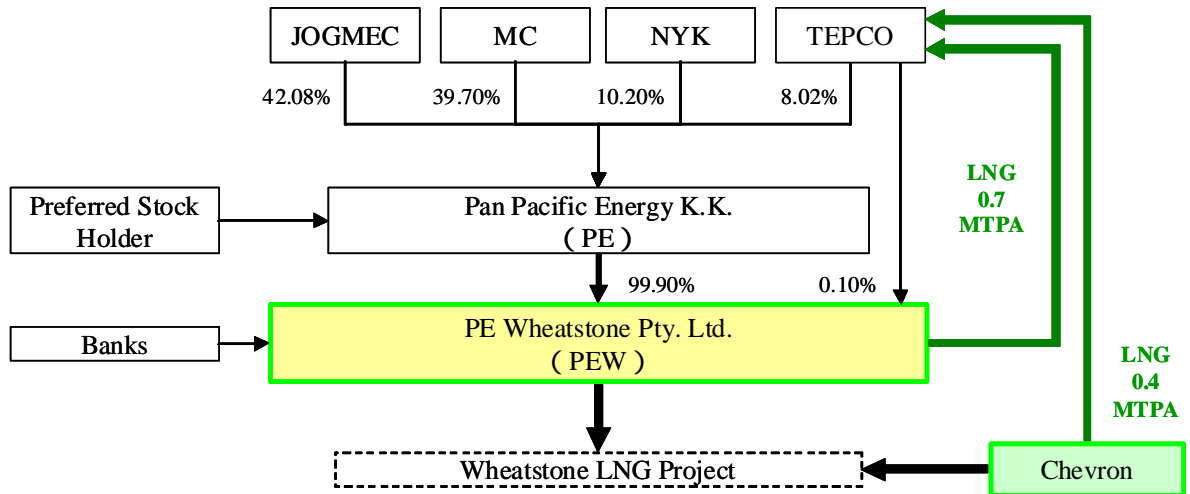 JOGMEC
MC
NYK
TEPCO
42.08%
39.70%
10.20%
8.02%
LNG
0.7
MTPA
Preferred Stock
Holder
Pan Pacific Energy K.K.
( PE )
99.90%
0.10%
Banks
PE Wheatstone Pty. Ltd.
( PEW )
LNG
0.4
MTPA
Wheatstone LNG Project
Chevron